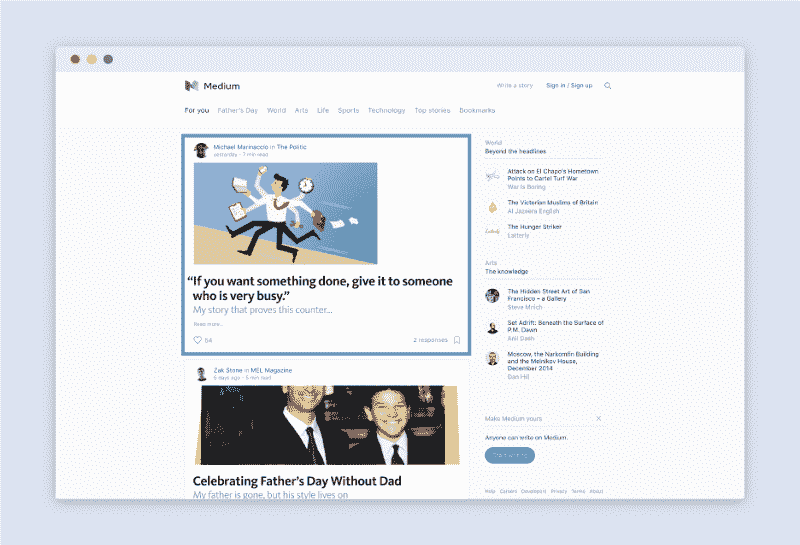 Medium
Write a story
Sign in / Sign up
For you Father's Day World Arts Life Sports Technology Top stories Bookmarks
Michael Marinaccio in The Politic
yesterday · 7 min read
“If you want something done, give it to someone
who is very busy.”
My story that proves this counter...
Read more...
54
2 responses
Zak Stone in MEL Magazine
5 days ago · 5 min read
Celebrating Father's Day Without Dad
My father is gone, but his style lives on
World
Beyond the headlines
Attack on El Chapo's Hometown
Points to Cartel Turf War
War Is Boring
The Victorian Muslims of Britain
Al Jazeera English
The Hunger Striker
Latterly
Arts
The knowledge
The Hidden Street Art of San
Francisco – a Gallery
Steve Mnich
Set Adrift: Beneath the Surface of
P.M. Dawn
Anil Dash
Moscow, the Narkomfin Building
and the Melnikov House,
December 2014
Dan Hill
Make Medium yours
Anyone can write on Medium.
Start writing
Help Careers Developers Privacy Terms About